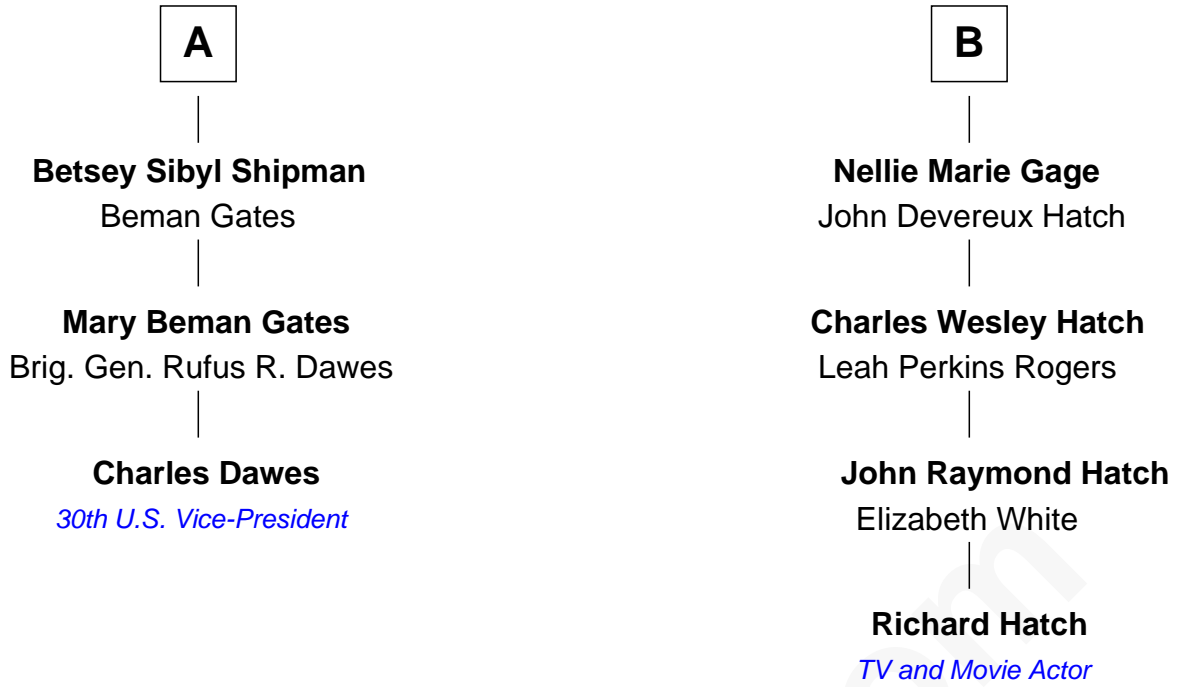 A
Betsey Sibyl Shipman
Beman Gates
Mary Beman Gates
Brig. Gen. Rufus R. Dawes
Charles Dawes
30th U.S. Vice-President
B
Nellie Marie Gage
John Devereux Hatch
Charles Wesley Hatch
Leah Perkins Rogers
John Raymond Hatch
Elizabeth White
Richard Hatch
TV and Movie Actor